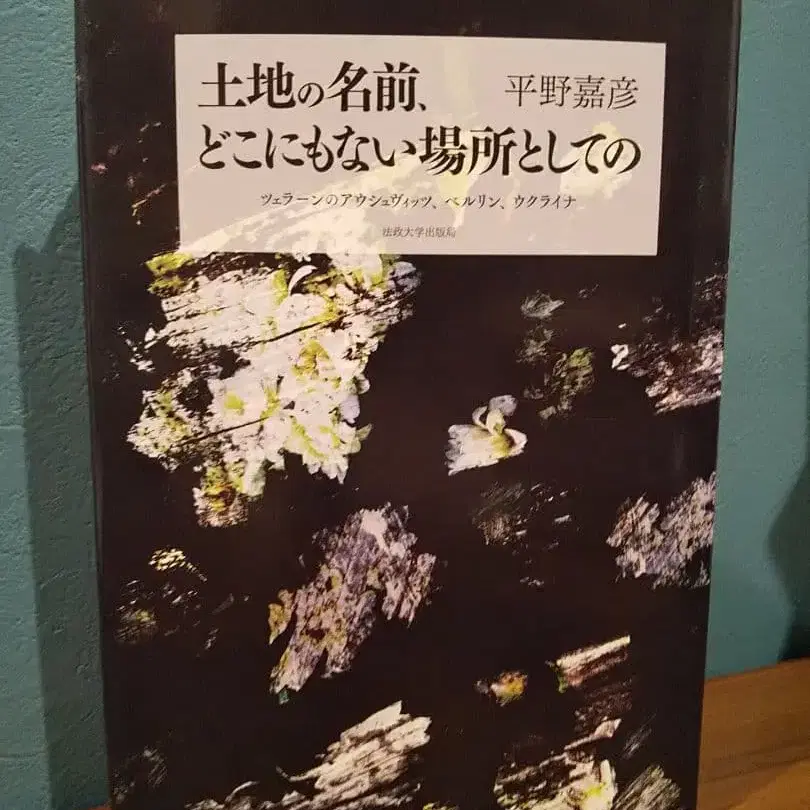 土地の名前、
平野嘉彦
どこにもない場所としての
ツェラーンのアウシュヴィッツ、ベルリン、ウクライナ
法政大学出版局